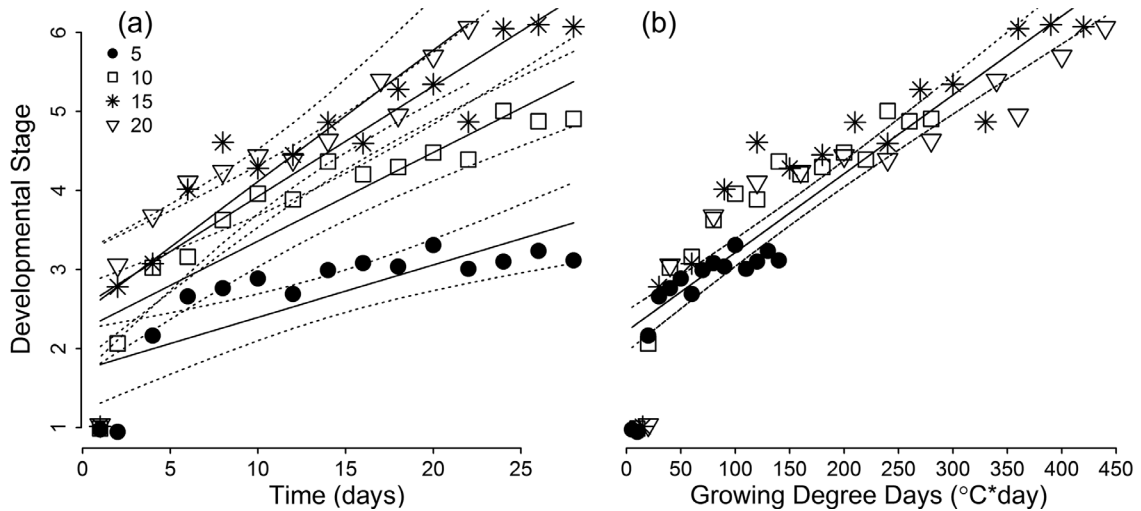 (a)
(b)
5
10
15
20
Developmental Stage
6
5
4
3
2
1
0 5 10 15 20 25
0 50 100 150 200 250 300 350 400 450
Time (days)
Growing Degree Days (°C*day)